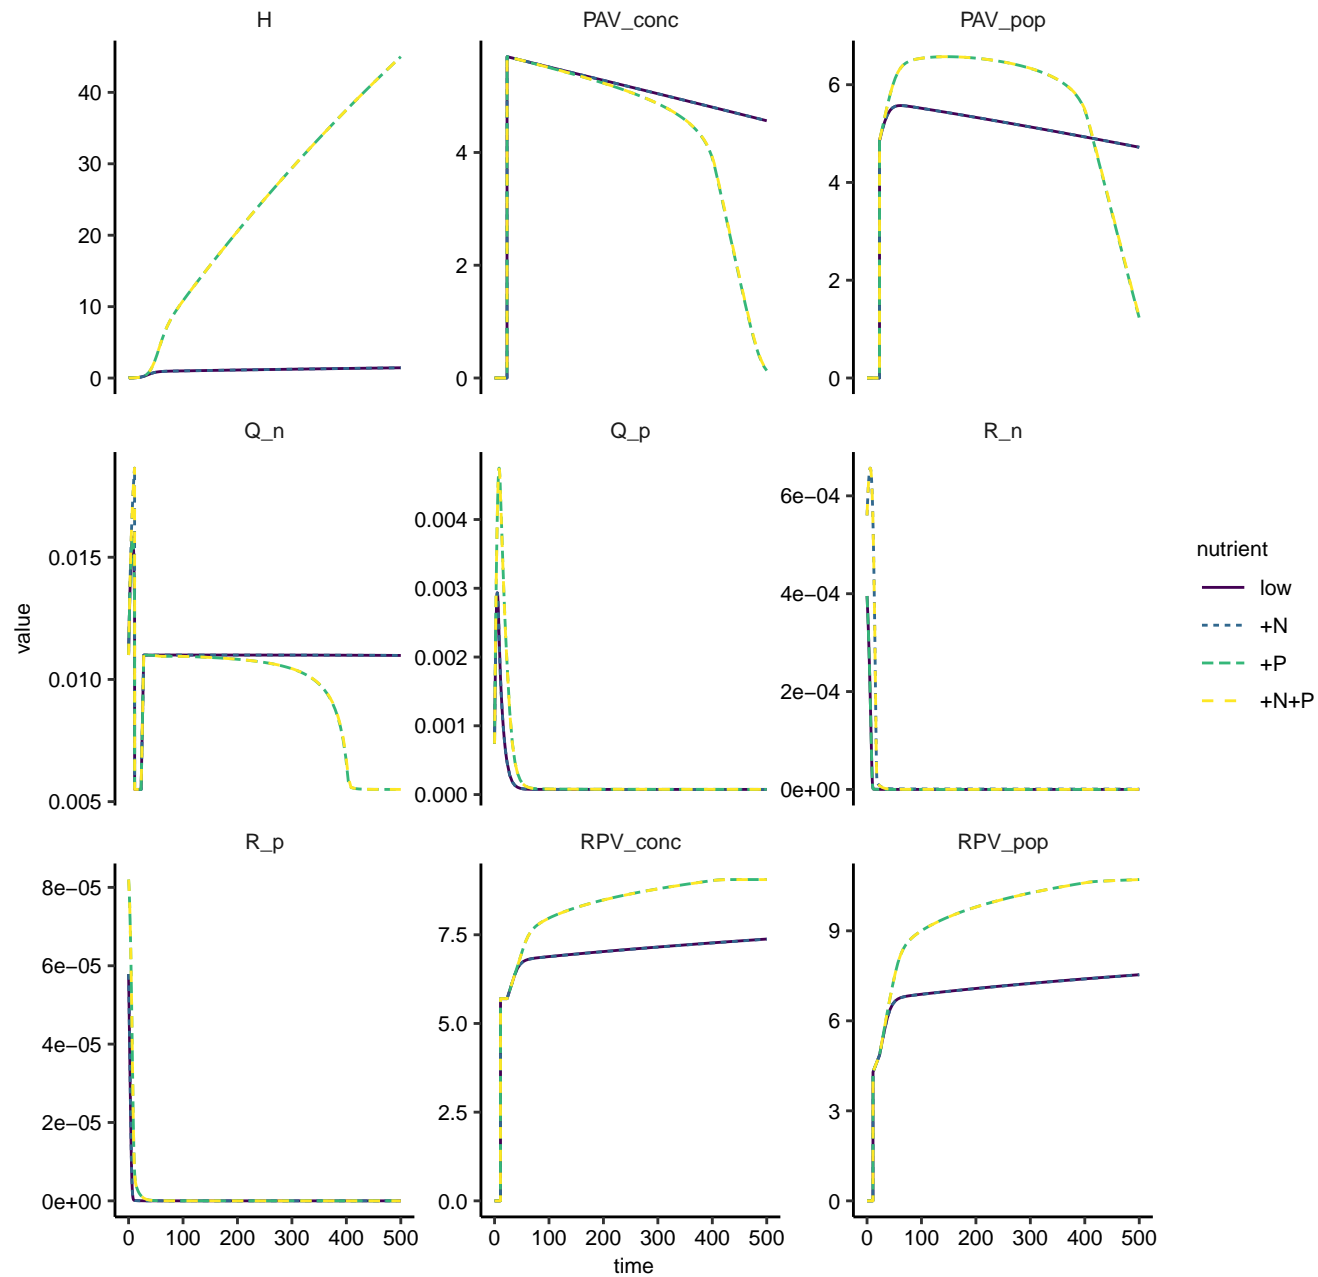 H
PAV_conc
PAV_pop
0
10
20
30
40
0
2
4
0
2
4
6
Q_n
Q_p
R_n
0.005
0.010
0.015
0.000
0.001
0.002
0.003
0.004
0e+00
2e−04
4e−04
6e−04
R_p
RPV_conc
RPV_pop
0e+00
2e−05
4e−05
6e−05
8e−05
0.0
2.5
5.0
7.5
0
3
6
9
0 100 200 300 400 500
0 100 200 300 400 500
0 100 200 300 400 500
time
value
nutrient
low
+N
+P
+N+P